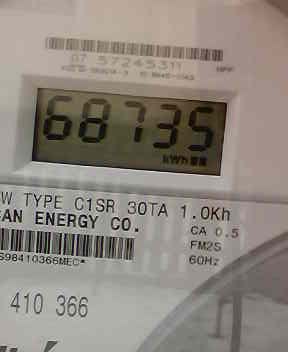 07 57245311
68735
kWh
W TYPE C1SR 30TA 1.0Kh
AN ENERGY CO.
CA 0.5
FM2S
60Hz
S98410366MEC*
410 366